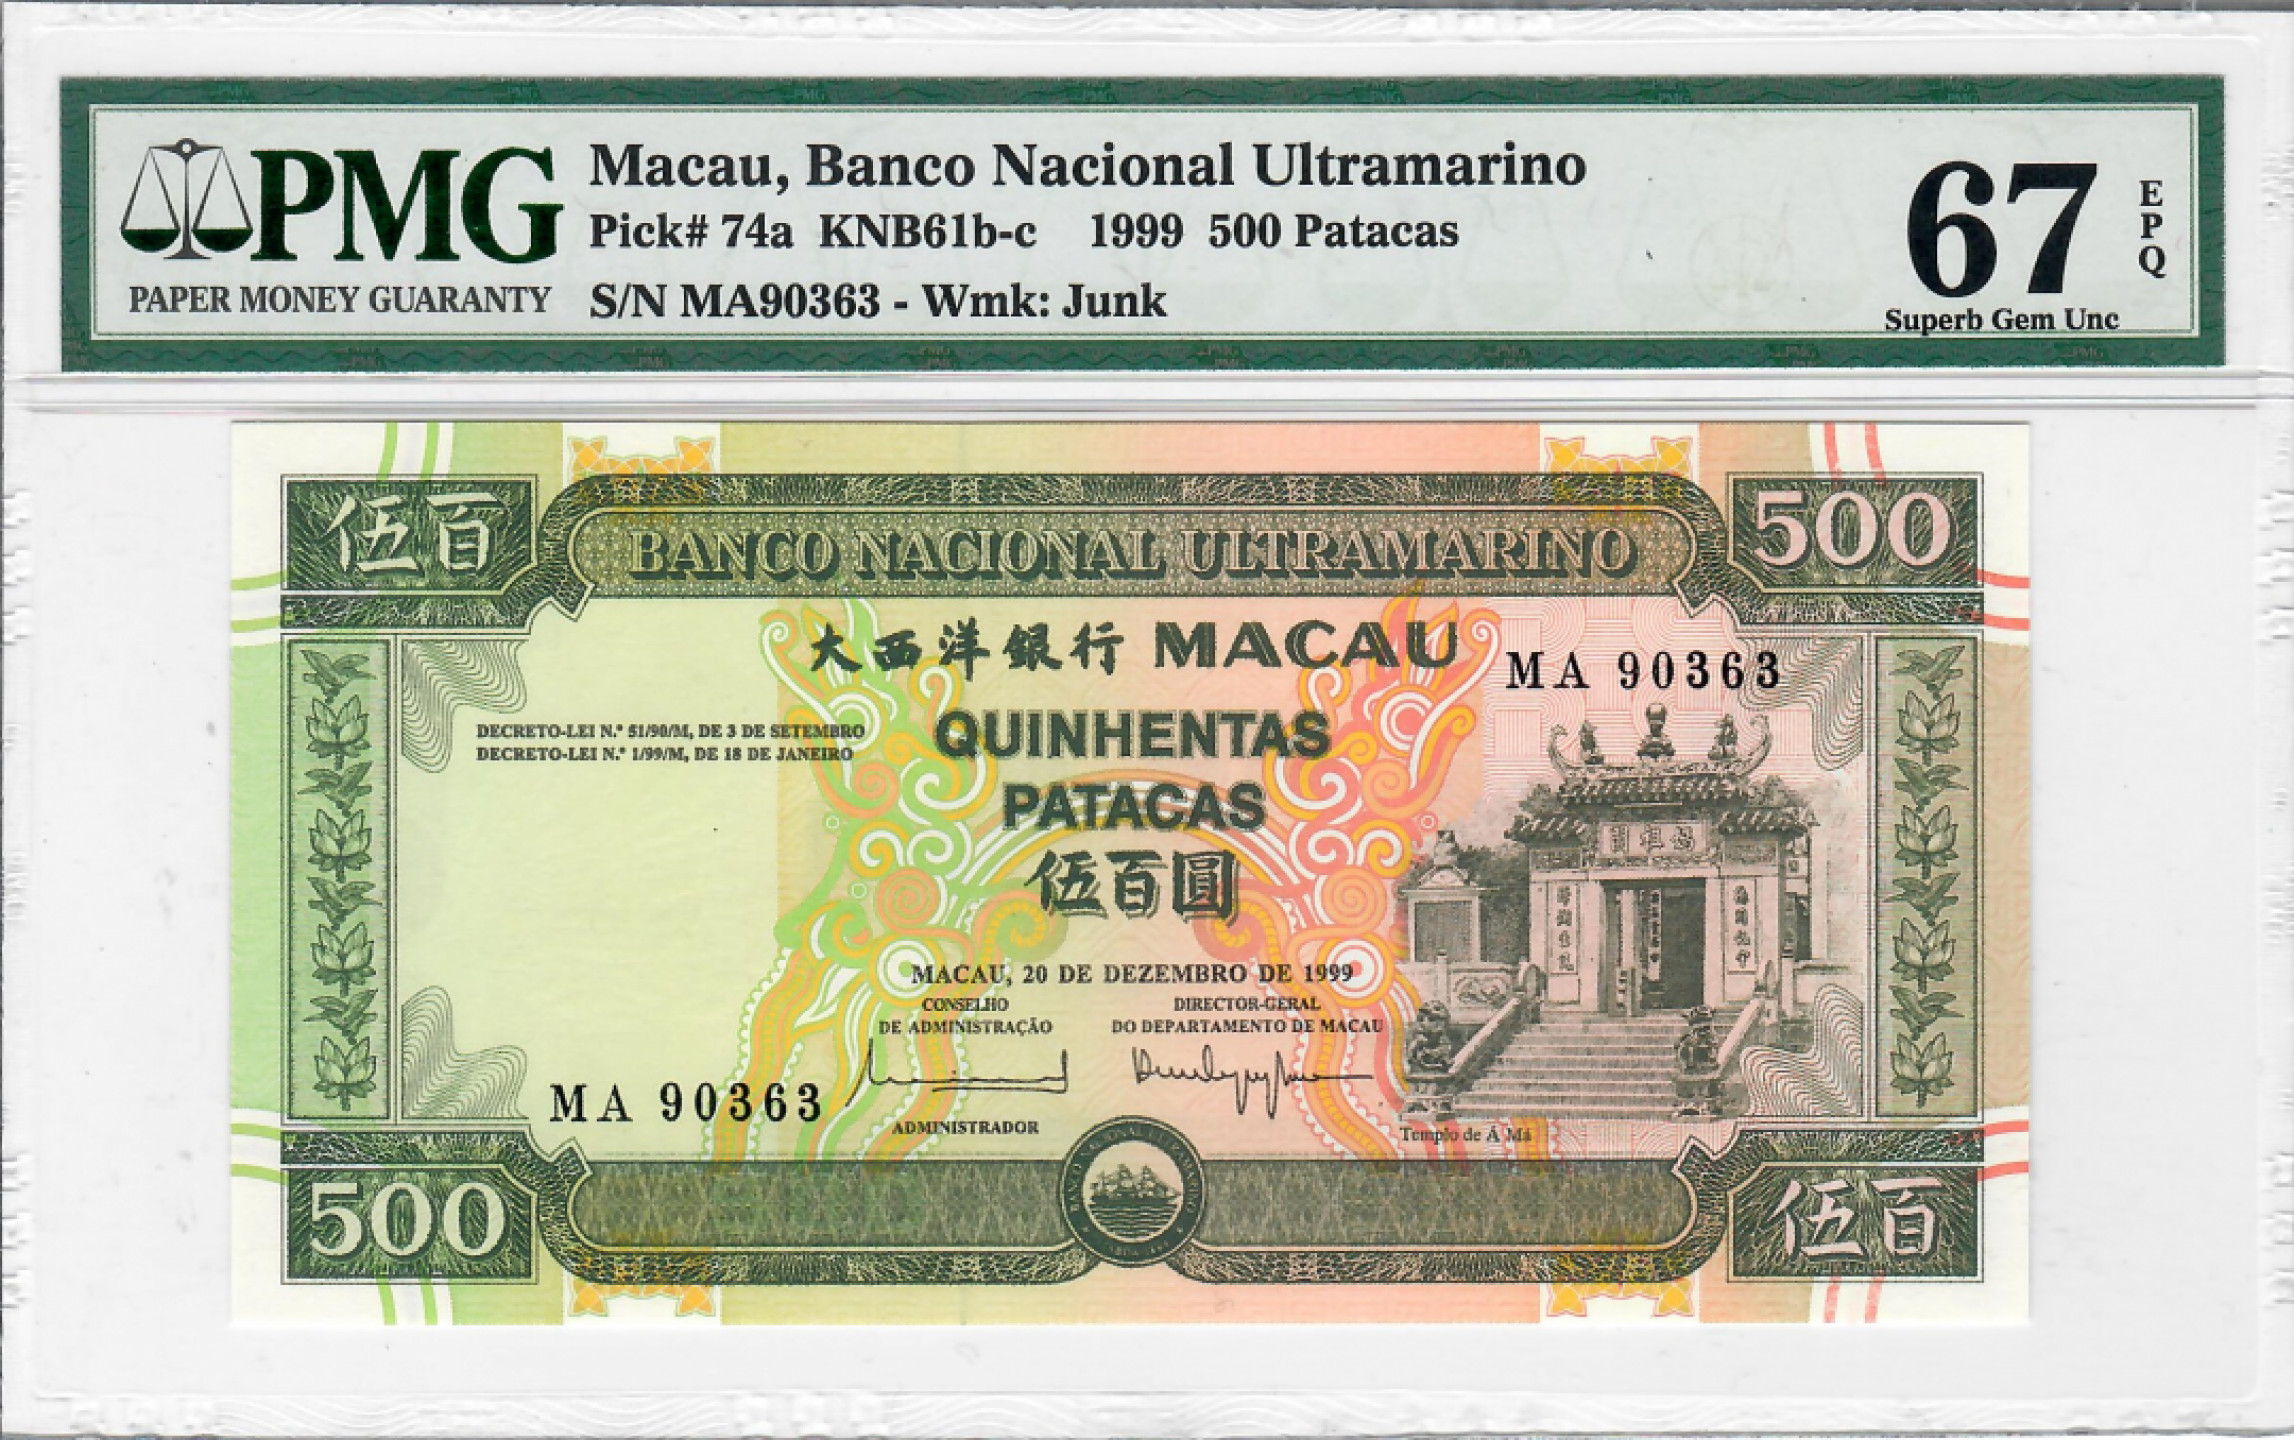 PMG
PAPER MONEY GUARANTY
Macau, Banco Nacional Ultramarino
Pick# 74a KNB61b-c 1999 500 Patacas
S/N MA90363 - Wmk: Junk
67
EPQ
Superb Gem Unc
伍百
BANCO NACIONAL ULTRAMARINO
500
大西洋銀行 MACAU
MA 90363
DECRETO-LEI N.º 51/90/M, DE 3 DE SETEMBRO
DECRETO-LEI N.º 1/99/M, DE 18 DE JANEIRO
QUINHENTAS
PATACAS
伍百圓
媽祖閣
MACAU, 20 DE DEZEMBRO DE 1999
CONSELHO
DE ADMINISTRAÇÃO
DIRECTOR-GERAL
DO DEPARTAMENTO DE MACAU
MA 90363
ADMINISTRADOR
Templo de Á Má
500
伍百